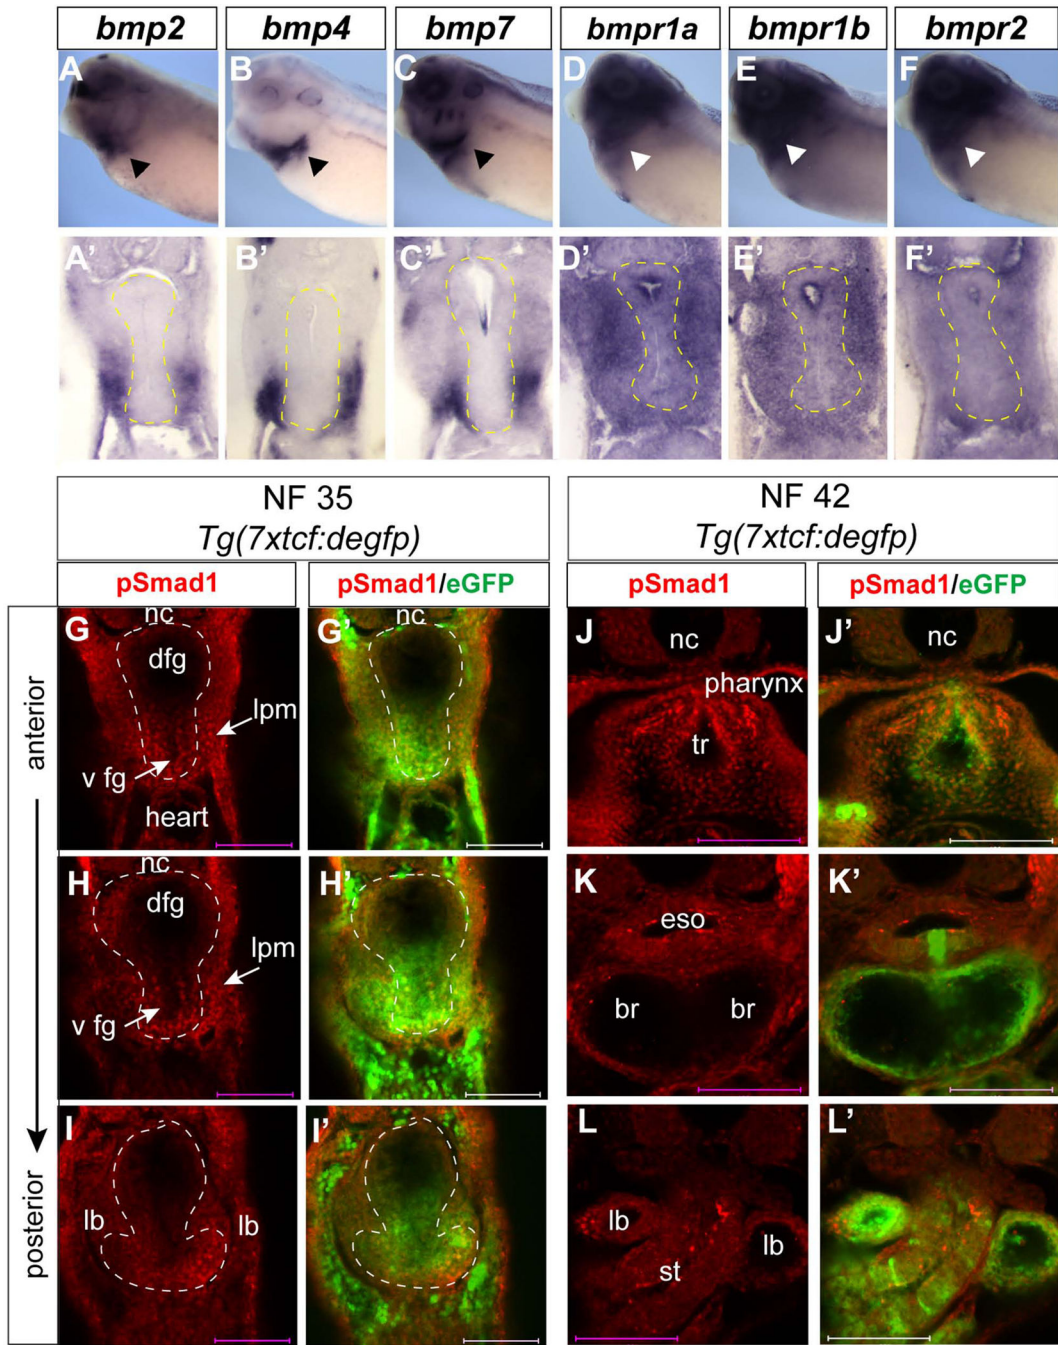 bmp2 bmp4 bmp7 bmpr1a bmpr1b bmpr2
A B C D E F
A' B' C' D' E' F'
NF 35 NF 42
Tg(7xtcf:degfp) Tg(7xtcf:degfp)
pSmad1 pSmad1/eGFP pSmad1 pSmad1/eGFP
anterior
posterior
G nc dfg lpm v fg heart
G' nc
J nc pharynx tr
J' nc
H nc dfg lpm v fg
H'
K eso br br
K'
I lb lb
I'
L lb st lb
L'